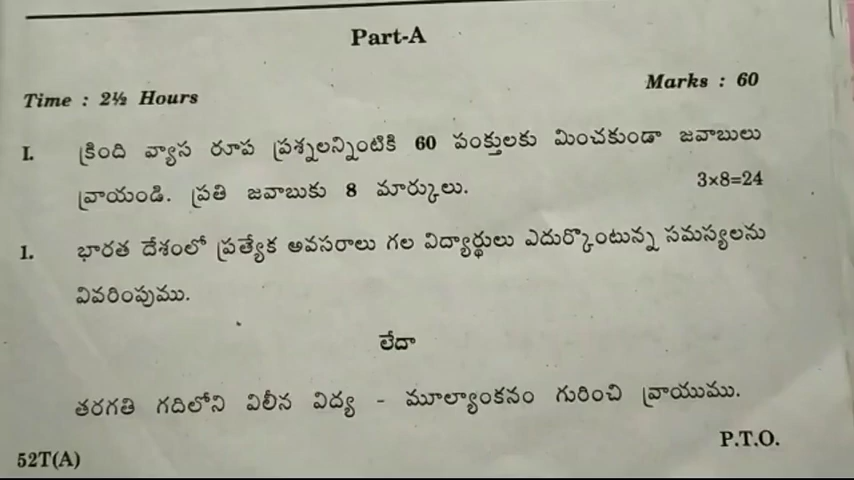 Part-A
Time : 2½ Hours Marks : 60
I. క్రింది వ్యాస రూప ప్రశ్నలన్నింటికి 60 పంక్తులకు మించకుండా జవాబులు
వ్రాయండి. ప్రతి జవాబుకు 8 మార్కులు. 3×8=24
1. భారత దేశంలో ప్రత్యేక అవసరాలు గల విద్యార్థులు ఎదుర్కొంటున్న సమస్యలను
వివరింపుము.
లేదా
తరగతి గదిలోని విలీన విద్య - మూల్యాంకనం గురించి వ్రాయుము.
P.T.O.
52T(A)